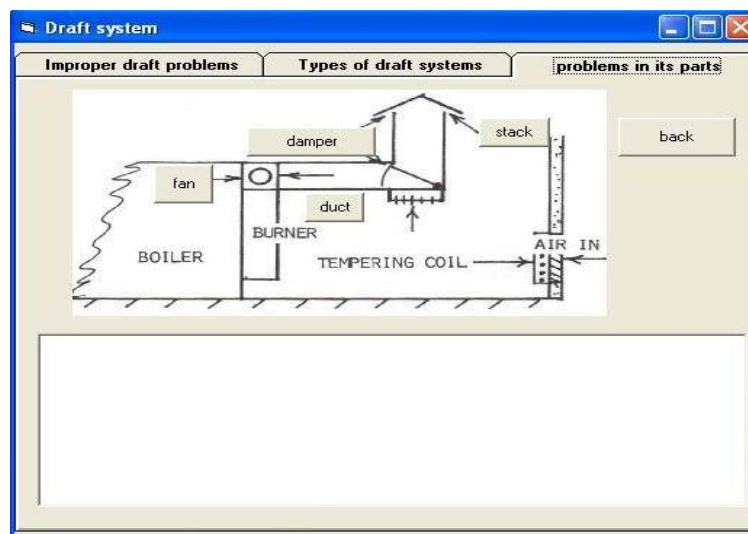 Draft system
Improper draft problems
Types of draft systems
problems in its parts
damper
stack
back
fan
duct
BURNER
AIR IN
BOILER
TEMPERING COIL